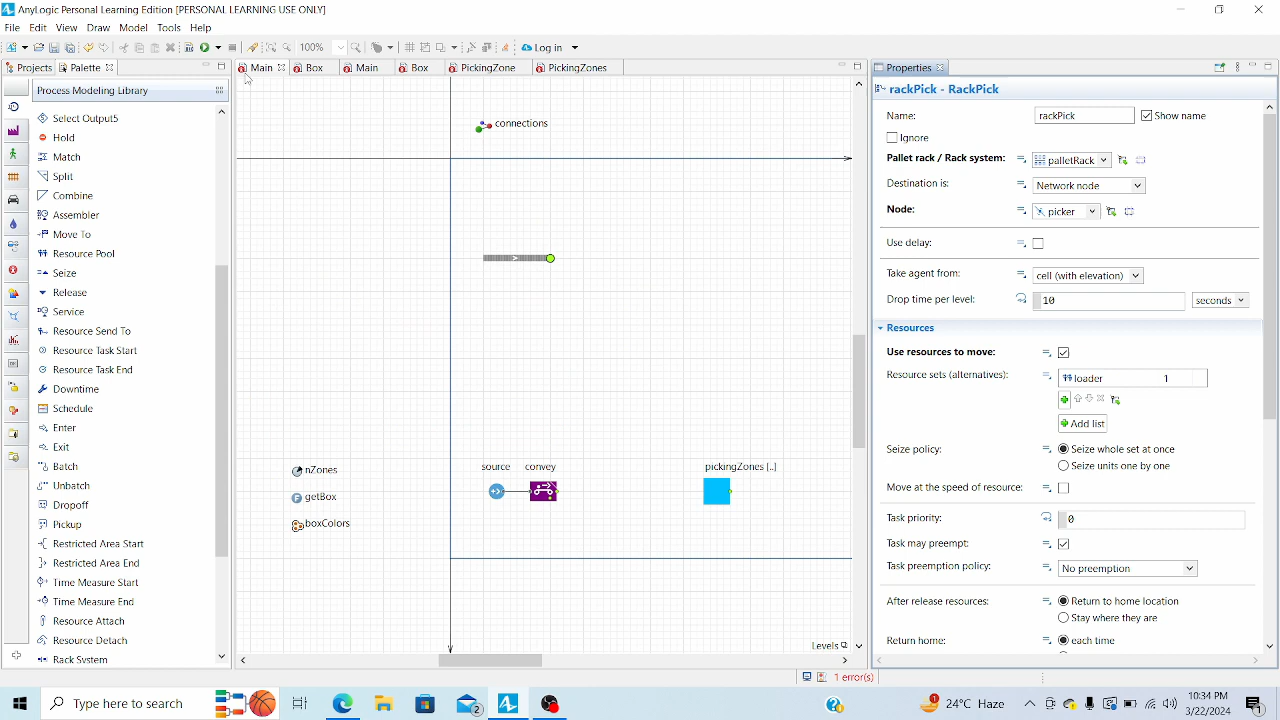 AnyLogic Personal Learning Edition [PERSONAL LEARNING USE ONLY]
File Edit View Draw Model Tools Help
100% Log in
Projects Palette Main Box Main Box PickingZone PickingZones Properties
Process Modeling Library
Select Output5
Hold
Match
Split
Combine
Assembler
Move To
Resource Pool
Seize
Release
Service
Resource Send To
Resource Task Start
Resource Task End
Downtime
Schedule
Enter
Exit
Batch
Unbatch
Dropoff
Pickup
Restricted Area Start
Restricted Area End
Time Measure Start
Time Measure End
Resource Attach
Resource Detach
Rack System
connections
source convey pickingZones [..]
nZones
getBox
boxColors
Levels
rackPick - RackPick
Name: rackPick Show name
Ignore
Pallet rack / Rack system: palletRack
Destination is: Network node
Node: picker
Use delay:
Take agent from: cell (with elevation)
Drop time per level: 10 seconds
Resources
Use resources to move:
Resource sets (alternatives): loader 1
Add list
Seize policy: Seize whole set at once
Seize units one by one
Move at the speed of resource:
Task priority: 0
Task may preempt:
Task preemption policy: No preemption
After release resources: Return to home location
Stay where they are
Return home: each time
1 error(s)
Type here to search
2
1
24°C Haze
10:34 PM
3/22/2024
1